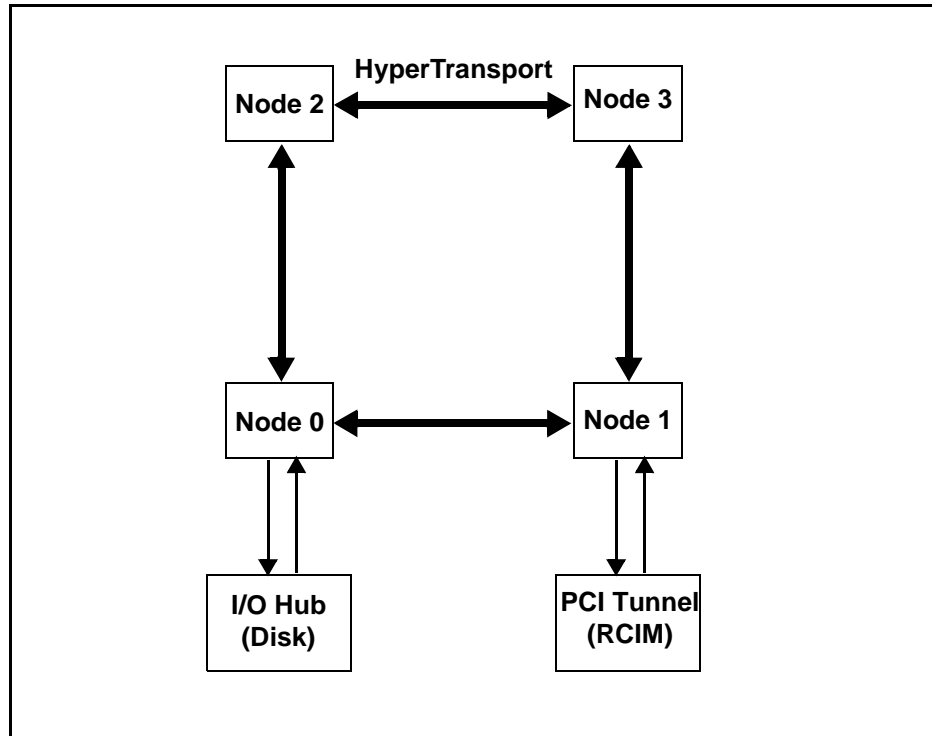 HyperTransport
Node 2
Node 3
Node 0
Node 1
I/O Hub
(Disk)
PCI Tunnel
(RCIM)